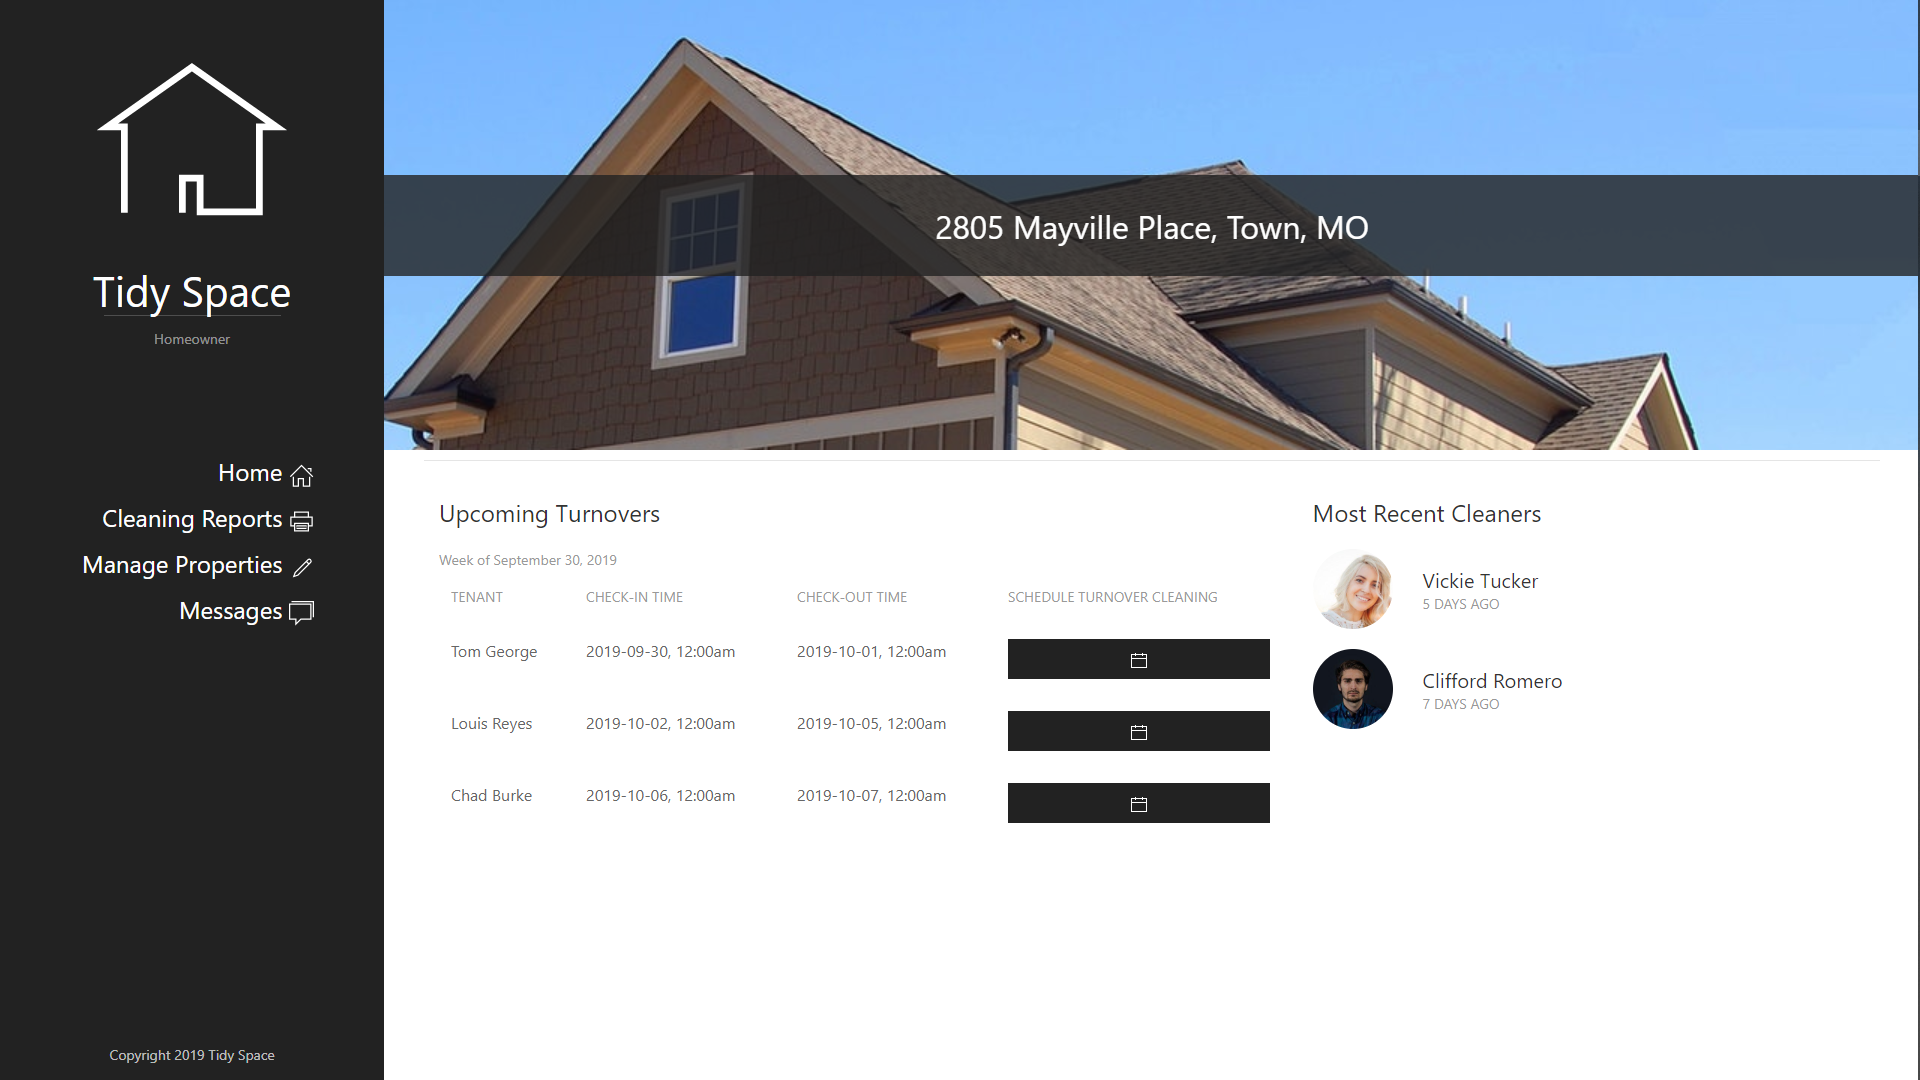 Tidy Space
Homeowner
Home
Cleaning Reports
Manage Properties
Messages
Copyright 2019 Tidy Space
2805 Mayville Place, Town, MO
Upcoming Turnovers
Week of September 30, 2019
TENANT CHECK-IN TIME CHECK-OUT TIME SCHEDULE TURNOVER CLEANING
Tom George 2019-09-30, 12:00am 2019-10-01, 12:00am
Louis Reyes 2019-10-02, 12:00am 2019-10-05, 12:00am
Chad Burke 2019-10-06, 12:00am 2019-10-07, 12:00am
Most Recent Cleaners
Vickie Tucker
5 DAYS AGO
Clifford Romero
7 DAYS AGO